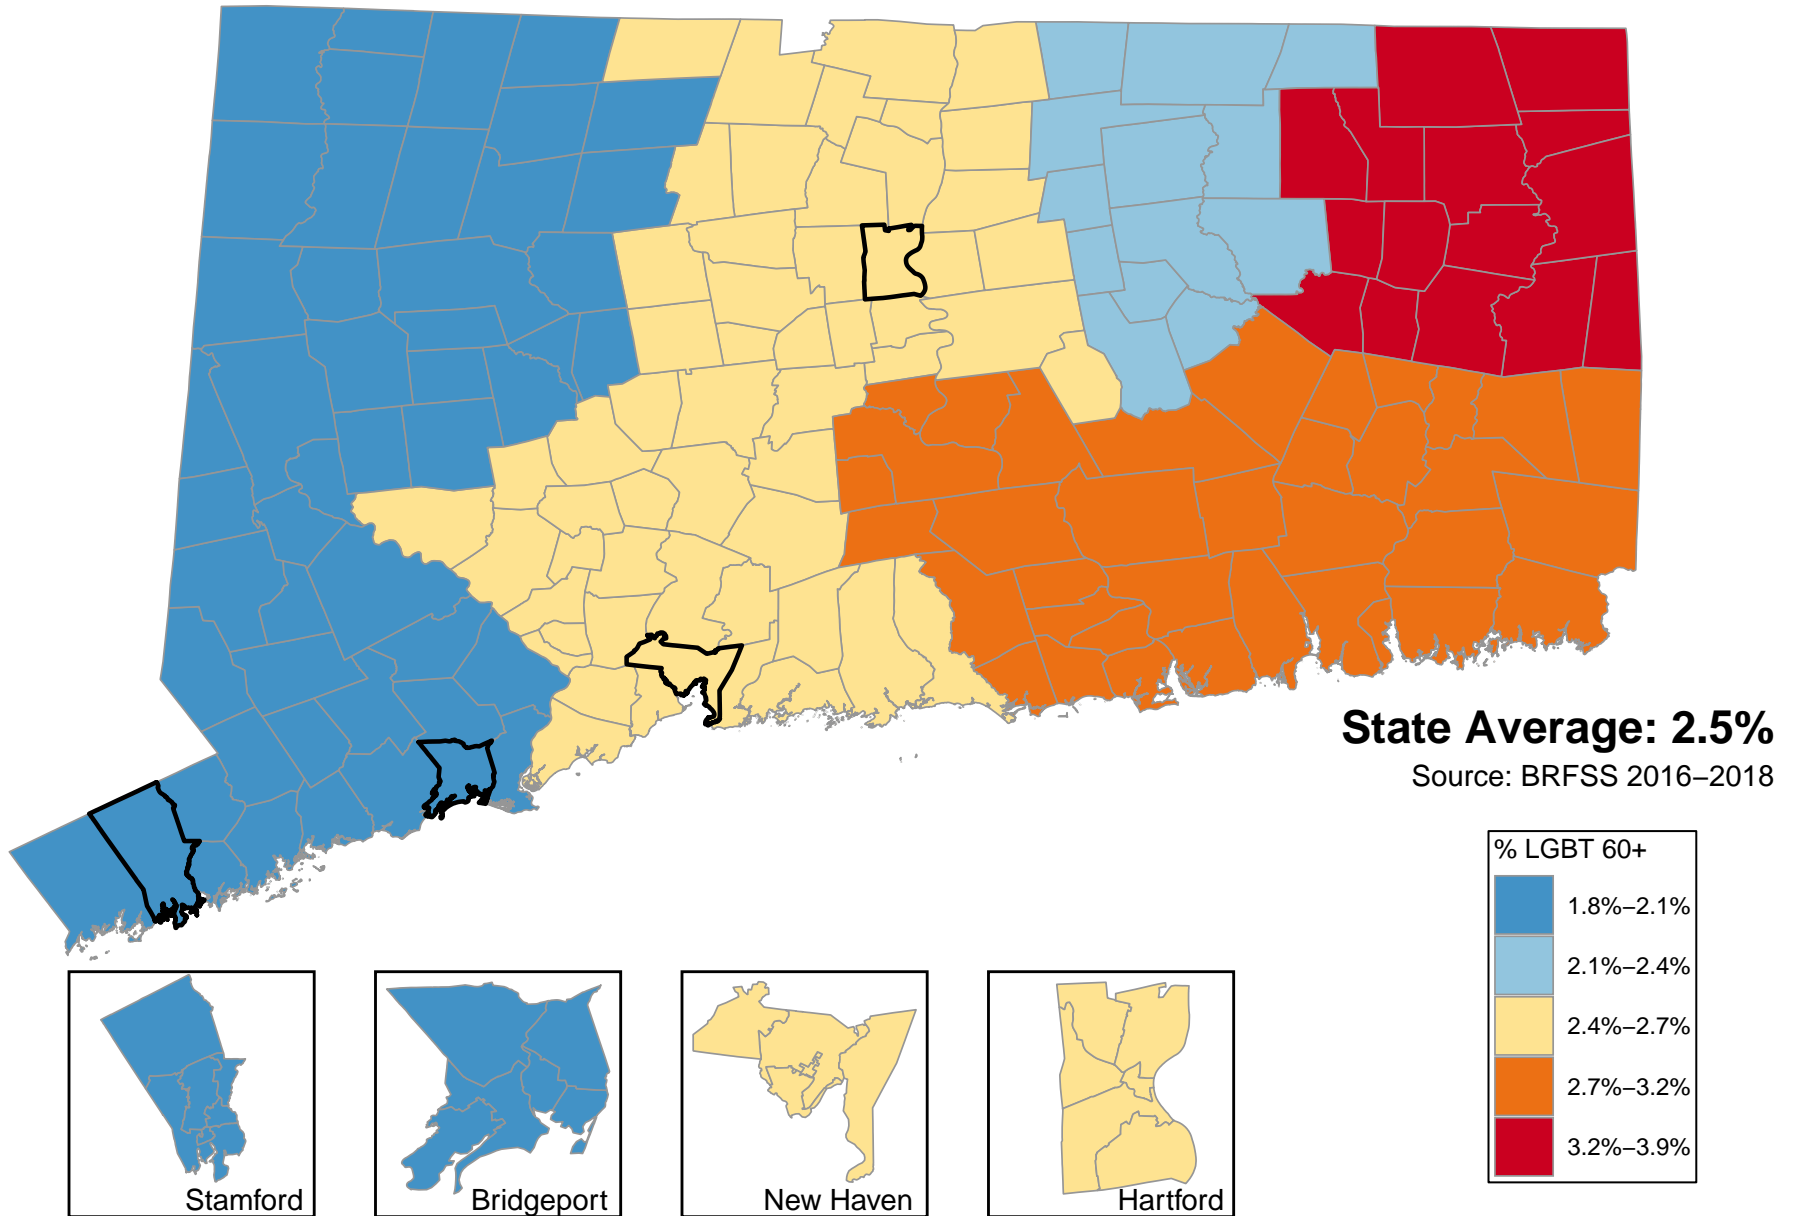 State Average: 2.5%
Source: BRFSS 2016–2018
% LGBT 60+
1.8%–2.1%
2.1%–2.4%
2.4%–2.7%
2.7%–3.2%
3.2%–3.9%
Stamford
Bridgeport
New Haven
Hartford